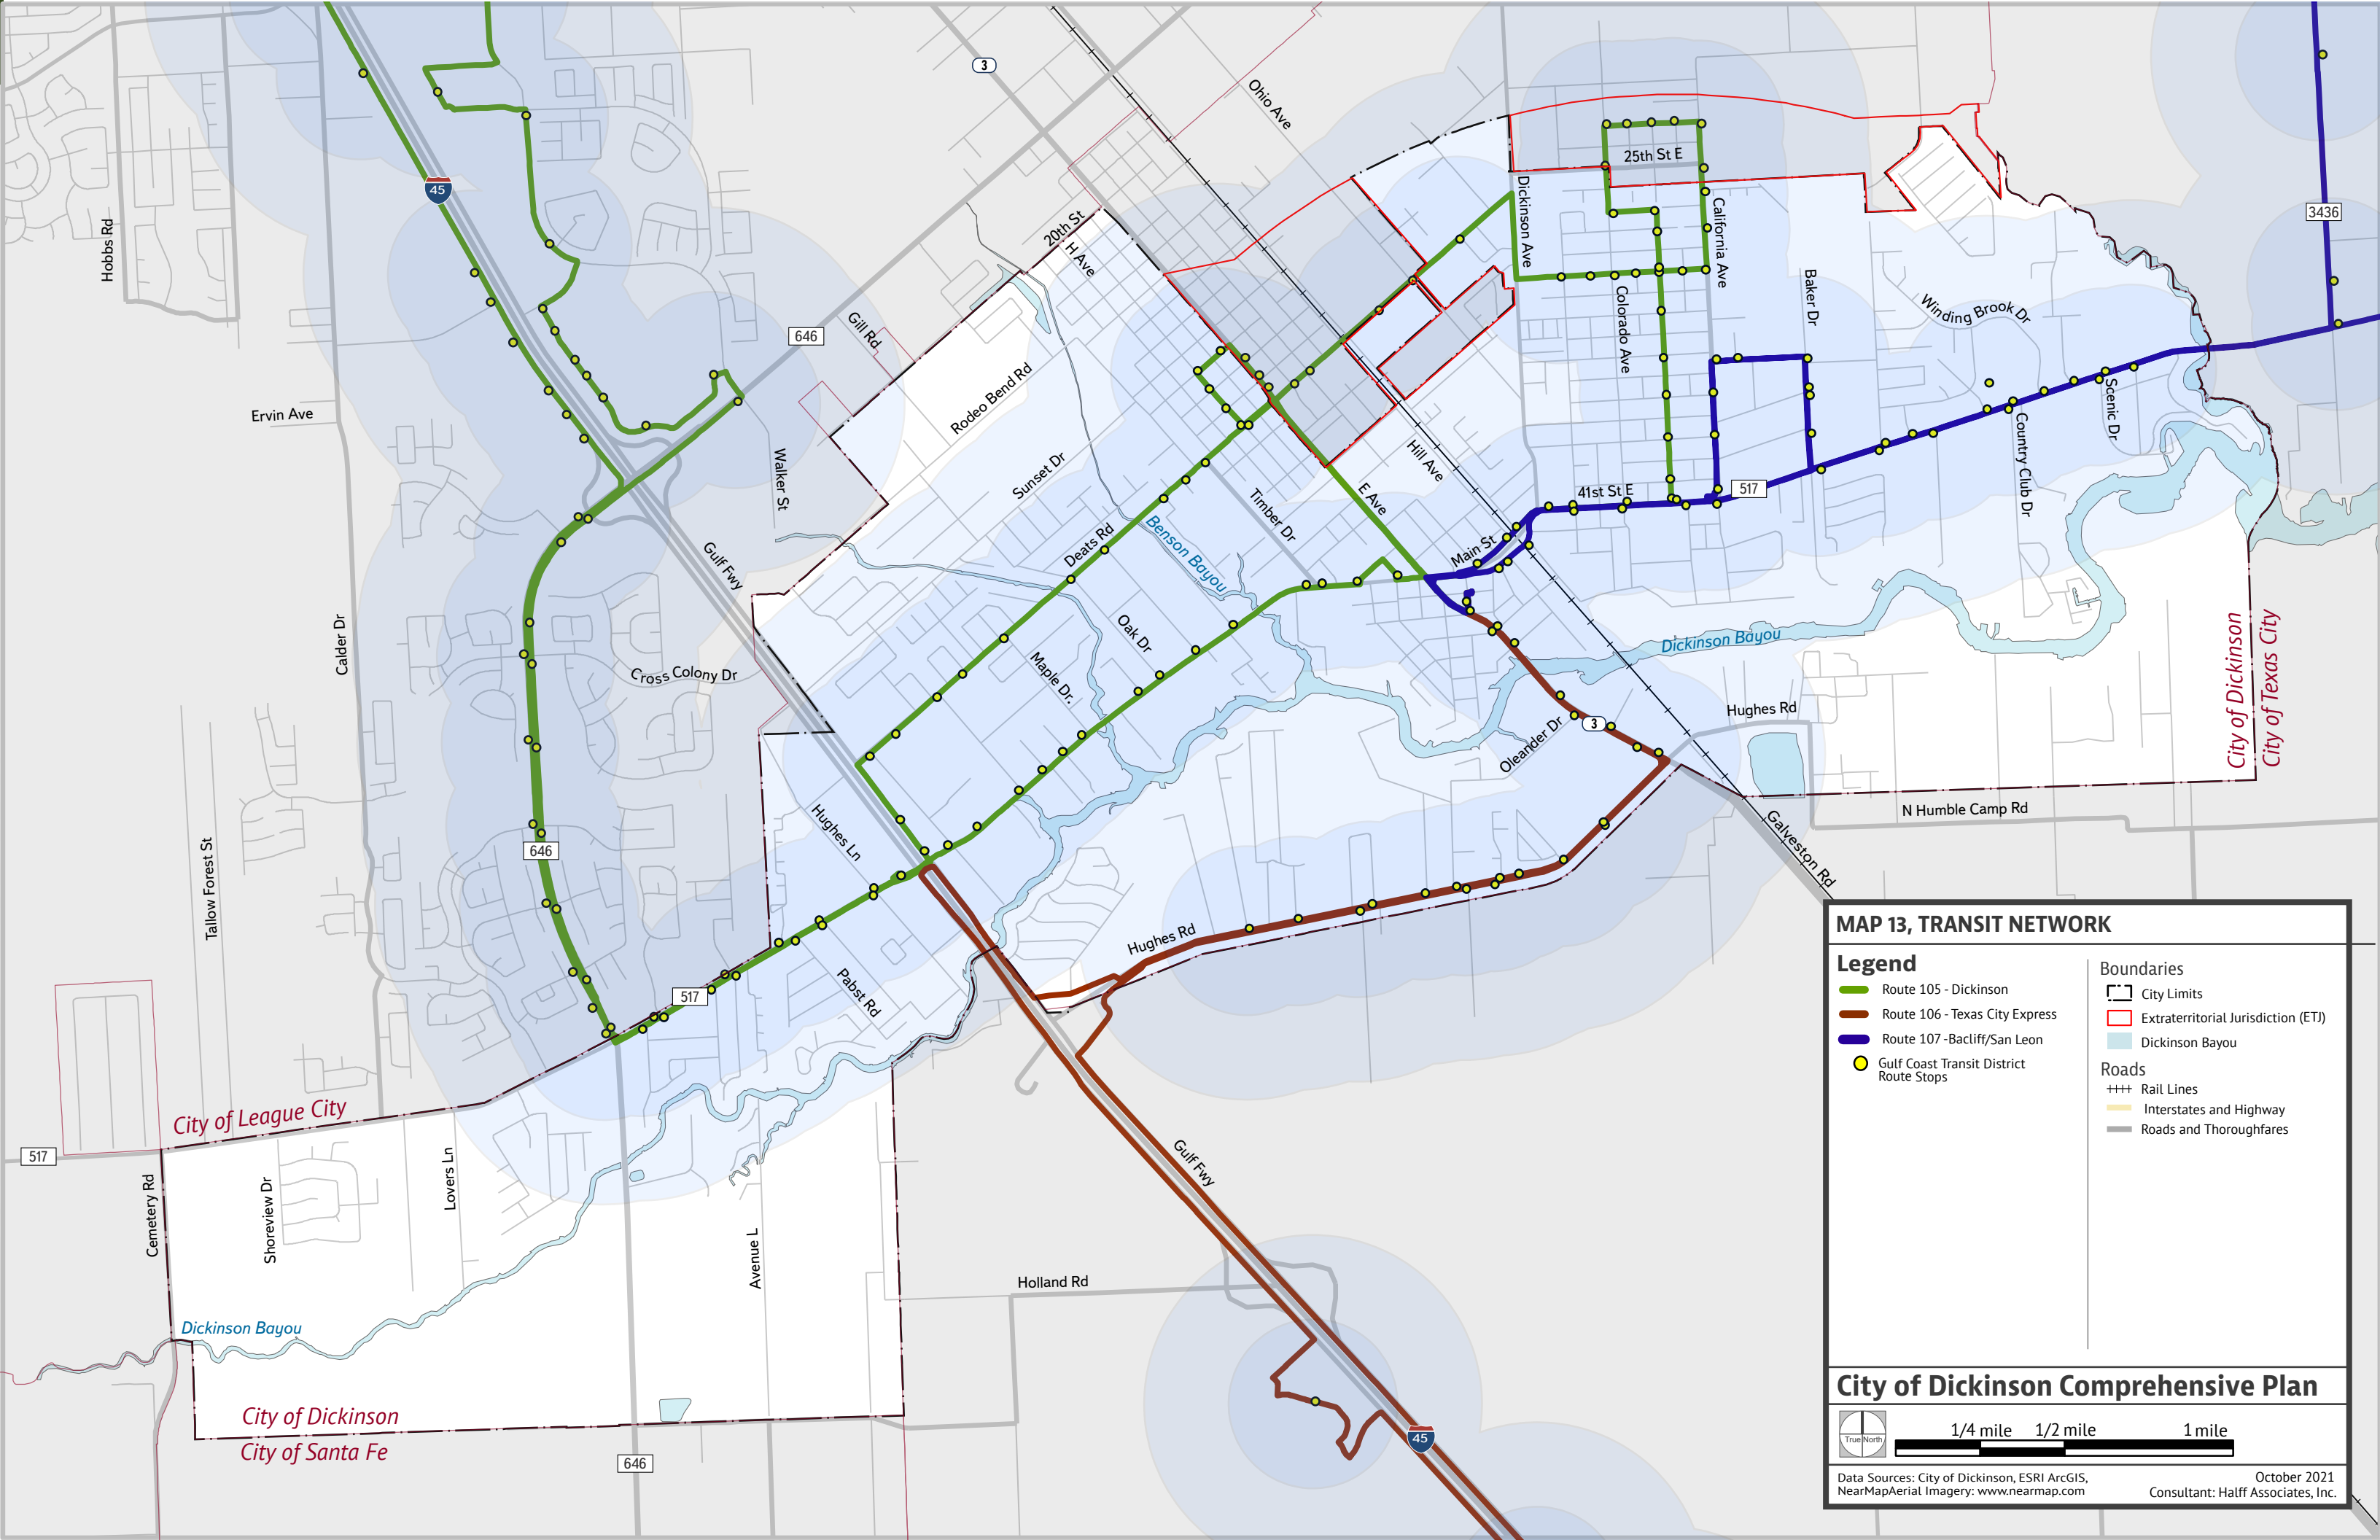 3
Ohio Ave
25th St E
Dickinson Ave
California Ave
45
Hobbs Rd
20th St
H Ave
3436
Baker Dr
Colorado Ave
Winding Brook Dr
646
Gill Rd
Rodeo Bend Rd
Ervin Ave
Scenic Dr
Country Club Dr
Hill Ave
Sunset Dr
Walker St
Timber Dr
E Ave
41st St E
517
Gulf Fwy
Deats Rd
Benson Bayou
Main St
Calder Dr
Oak Dr
Maple Dr.
Cross Colony Dr
Dickinson Bayou
City of Dickinson
City of Texas City
Hughes Rd
3
Oleander Dr
N Humble Camp Rd
Galveston Rd
Hughes Ln
646
Tallow Forest St
Hughes Rd
Pabst Rd
517
City of League City
517
Cemetery Rd
Shoreview Dr
Lovers Ln
Avenue L
Gulf Fwy
Holland Rd
Dickinson Bayou
City of Dickinson
City of Santa Fe
646
45
MAP 13, TRANSIT NETWORK
Legend
Route 105 - Dickinson
Route 106 - Texas City Express
Route 107 -Bacliff/San Leon
Gulf Coast Transit District
Route Stops
Boundaries
City Limits
Extraterritorial Jurisdiction (ETJ)
Dickinson Bayou
Roads
Rail Lines
Interstates and Highway
Roads and Thoroughfares
City of Dickinson Comprehensive Plan
True North
1/4 mile 1/2 mile 1 mile
Data Sources: City of Dickinson, ESRI ArcGIS,
NearMapAerial Imagery: www.nearmap.com
October 2021
Consultant: Halff Associates, Inc.